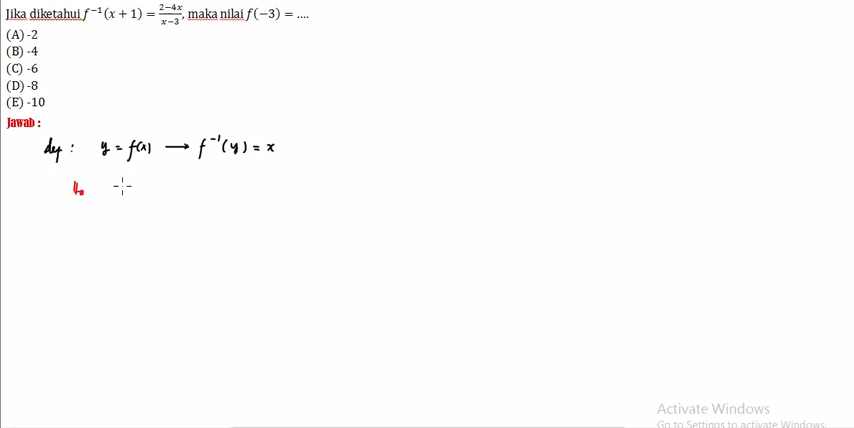 Jika diketahui f⁻¹(x + 1) = \frac{2-4x}{x-3}, maka nilai f(−3) = ....
(A) -2
(B) -4
(C) -6
(D) -8
(E) -10
Jawab :
def : y = f(x) → f⁻¹(y) = x
Activate Windows
Go to Settings to activate Windows.